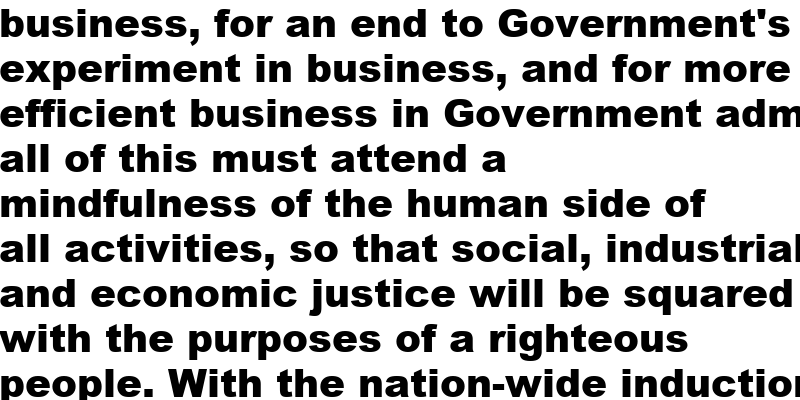 business, for an end to Government's
experiment in business, and for more
efficient business in Government adm
all of this must attend a
mindfulness of the human side of
all activities, so that social, industrial
and economic justice will be squared
with the purposes of a righteous
people. With the nation-wide induction